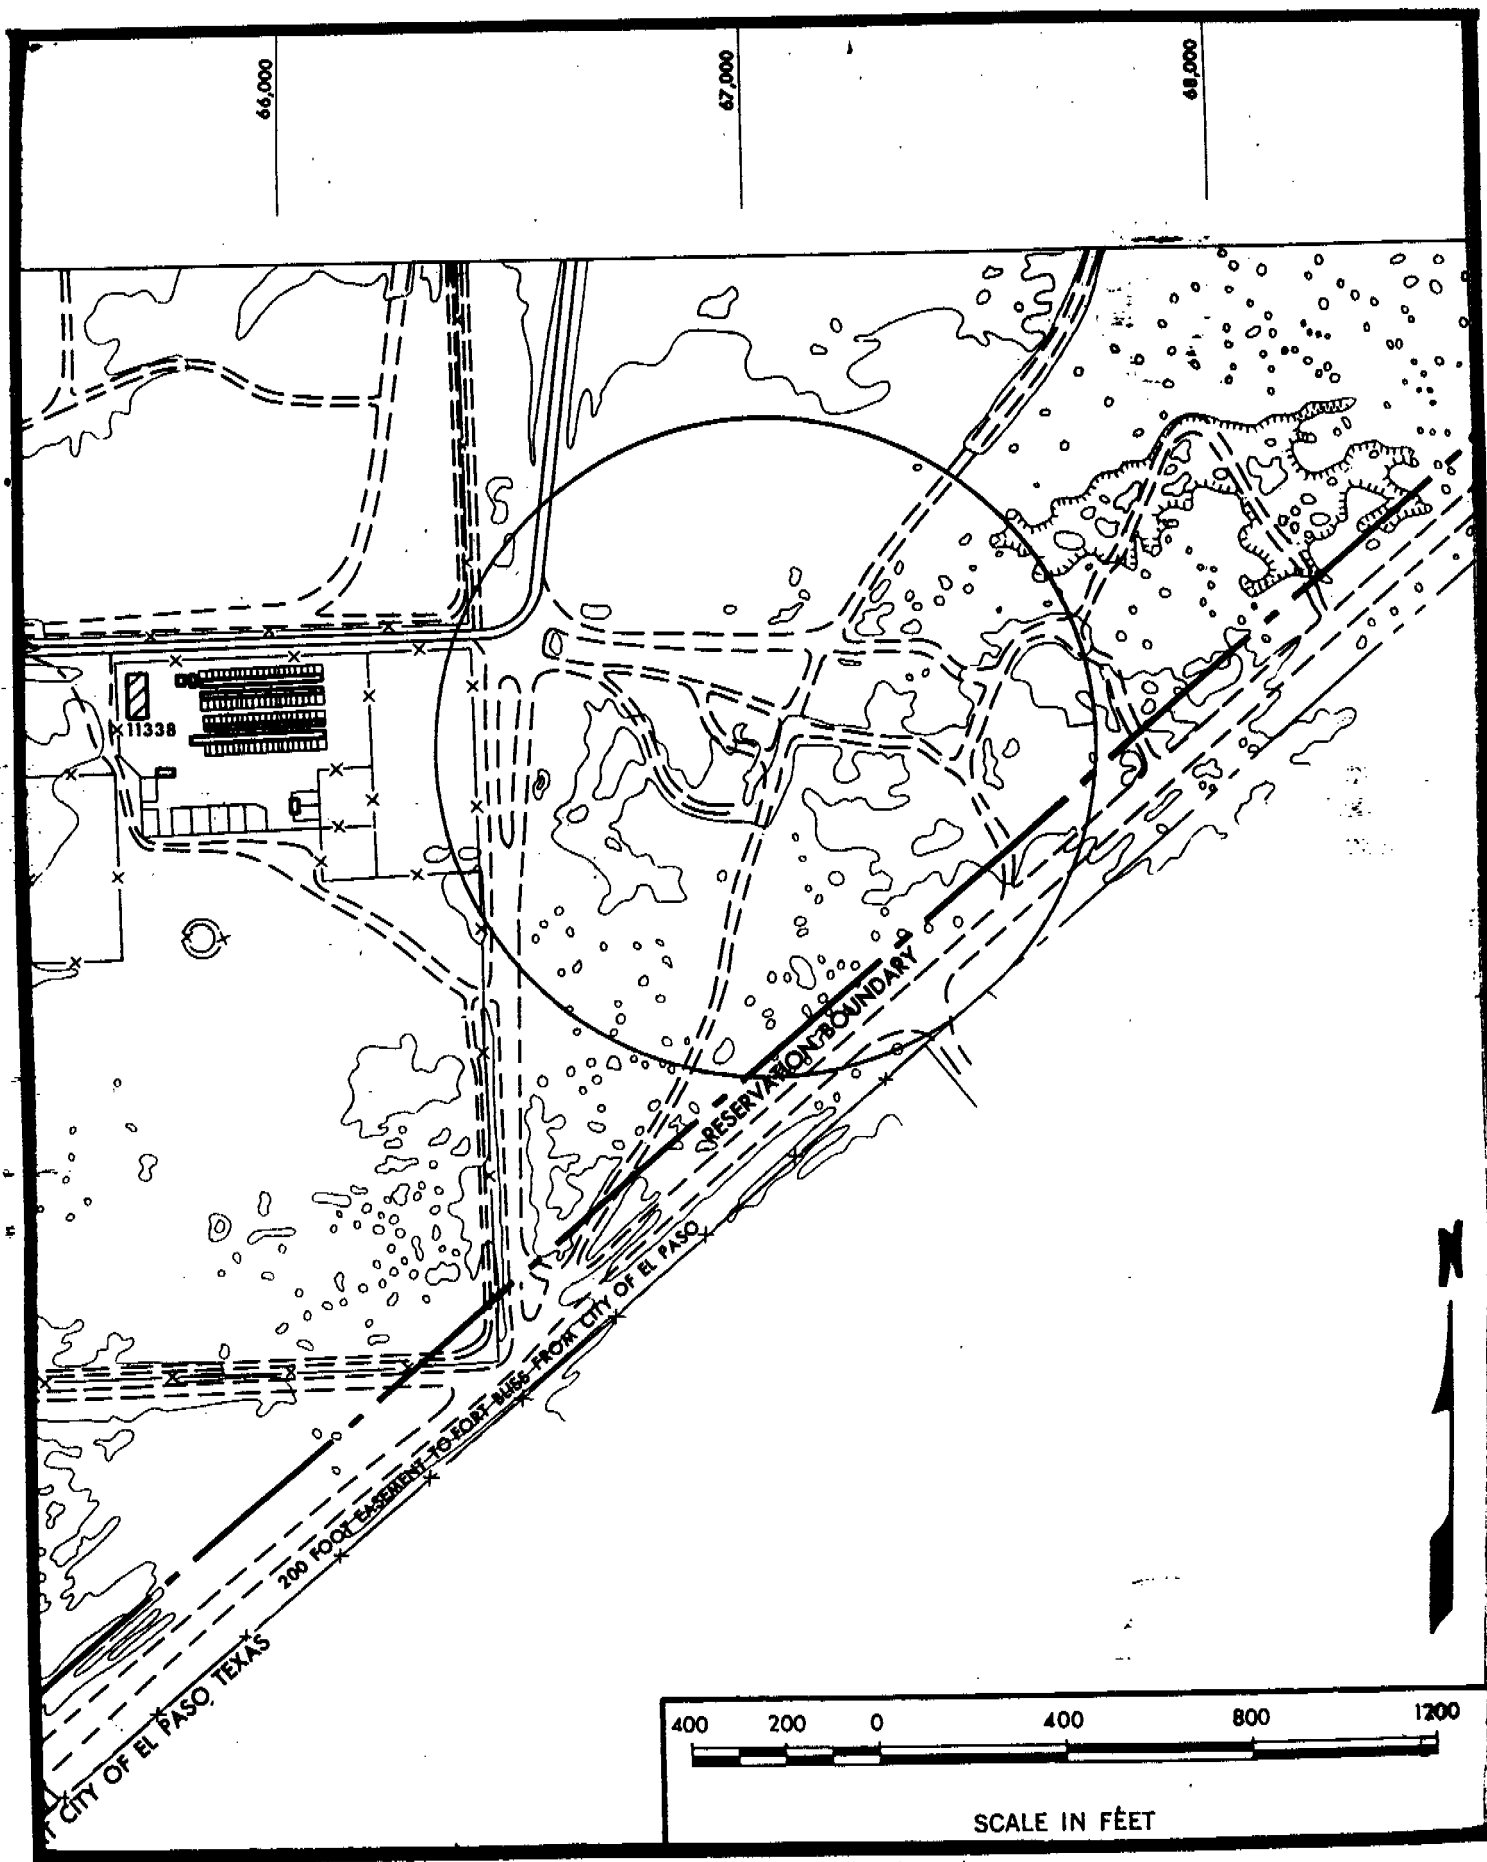 66,000
67,000
68,000
11338
RESERVATION BOUNDARY
200 FOOT EASEMENT TO FORT BLISS FROM CITY OF EL PASO
CITY OF EL PASO, TEXAS
N
400 200 0 400 800 1200
SCALE IN FEET